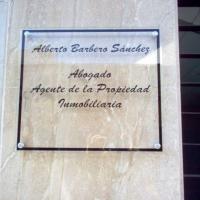 Alberto Barbero Sánchez
Abogado
Agente de la Propiedad
Inmobiliaria